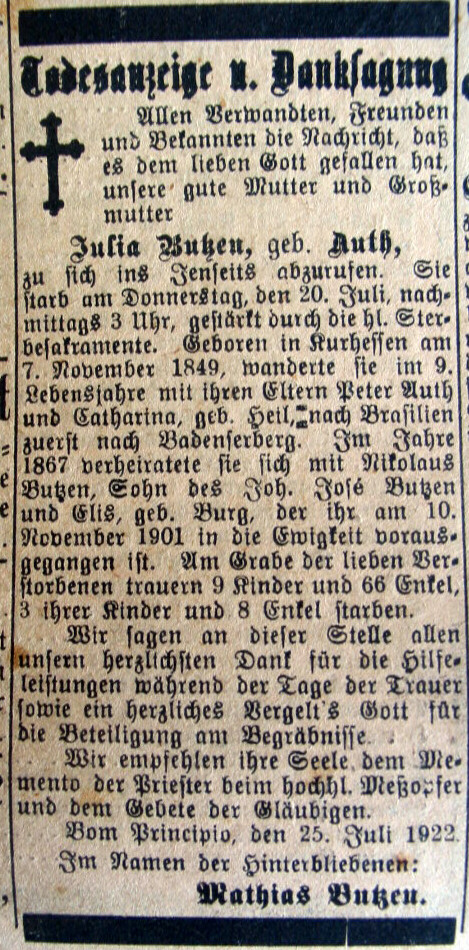 Todesanzeige u. Danksagung
Allen Verwandten, Freunden
und Bekannten die Nachricht, daß
es dem lieben Gott gefallen hat,
unsere gute Mutter und Groß-
mutter
Julia Butzen, geb. Auth,
zu sich ins Jenseits abzurufen. Sie
starb am Donnerstag, den 20. Juli, nach-
mittags 3 Uhr, gestärkt durch die hl. Ster-
besakramente. Geboren in Kurhessen am
7. November 1849, wanderte sie im 9.
Lebensjahre mit ihren Eltern Peter Auth
und Catharina, geb. Heil, nach Brasilien
zuerst nach Badenserberg. Im Jahre
1867 verheiratete sie sich mit Nikolaus
Butzen, Sohn des Joh. José Butzen
und Elis, geb. Burg, der ihr am 10.
November 1901 in die Ewigkeit voraus-
gegangen ist. Am Grabe der lieben Ver-
storbenen trauern 9 Kinder und 66 Enkel,
3 ihrer Kinder und 8 Enkel starben.
Wir sagen an dieser Stelle allen
unsern herzlichsten Dank für die Hilfe-
leistungen während der Tage der Trauer
sowie ein herzliches Vergelt's Gott für
die Beteiligung am Begräbnisse.
Wir empfehlen ihre Seele dem Me-
mento der Priester beim hochhl. Meßopfer
und dem Gebete der Gläubigen.
Bom Principio, den 25. Juli 1922.
Im Namen der Hinterbliebenen:
Mathias Butzen.